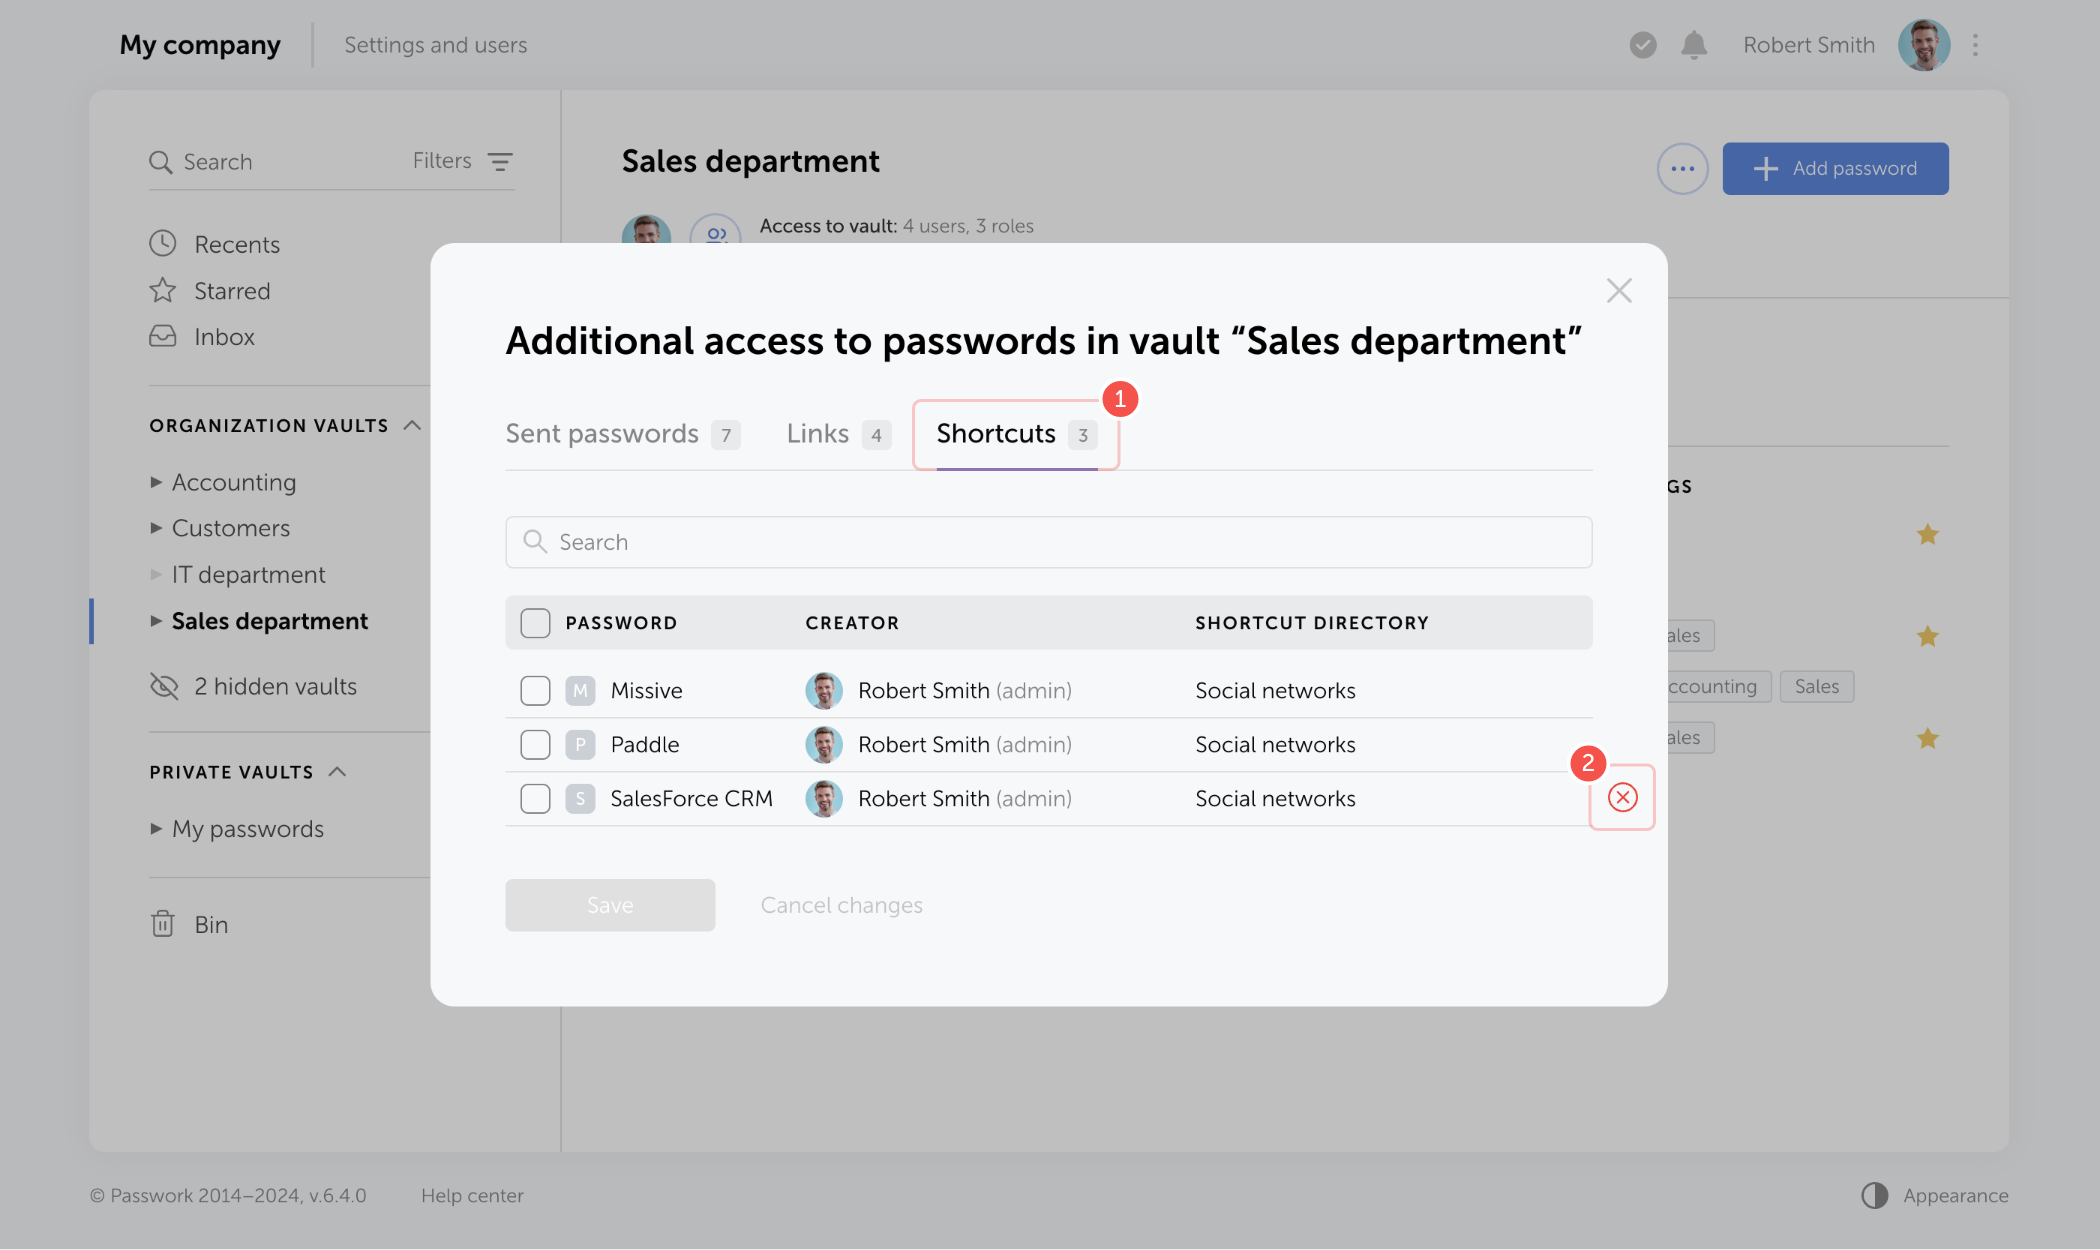 My company
Settings and users
Robert Smith
Search
Filters
Recents
Starred
Inbox
ORGANIZATION VAULTS
Accounting
Customers
IT department
Sales department
2 hidden vaults
PRIVATE VAULTS
My passwords
Bin
Sales department
Add password
Access to vault: 4 users, 3 roles
Additional access to passwords in vault “Sales department”
Sent passwords 7
Links 4
Shortcuts 3
1
Search
PASSWORD CREATOR SHORTCUT DIRECTORY
M Missive Robert Smith (admin) Social networks
P Paddle Robert Smith (admin) Social networks
S SalesForce CRM Robert Smith (admin) Social networks
2
Save
Cancel changes
GS
ales
ccounting Sales
ales
© Passwork 2014–2024, v.6.4.0
Help center
Appearance